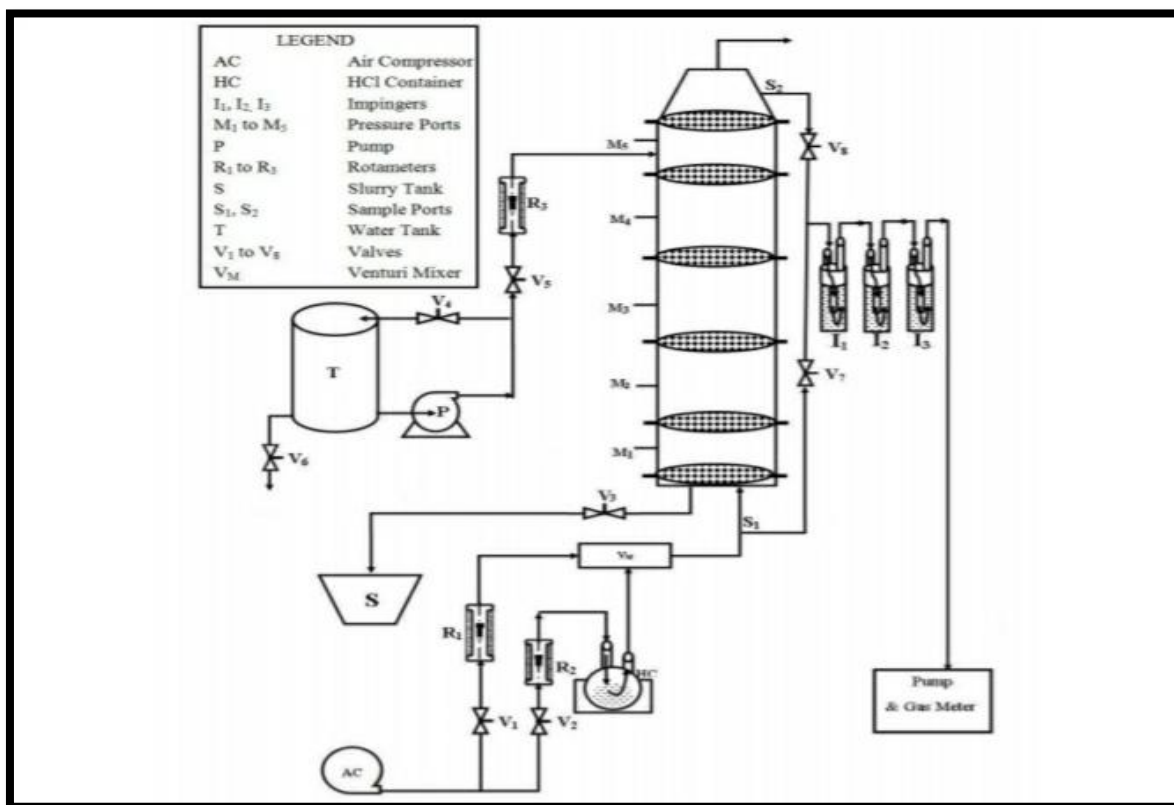 LEGEND
AC Air Compressor
HC HCl Container
I₁, I₂, I₃ Impingers
M₁ to M₅ Pressure Ports
P Pump
R₁ to R₃ Rotameters
S Slurry Tank
S₁, S₂ Sample Ports
T Water Tank
V₁ to V₈ Valves
V_M Venturi Mixer
S₂
M₅
V₈
R₃
M₄
V₅
V₄
M₃
I₁ I₂ I₃
T
V₇
M₂
P
V₆
M₁
V₃
S₁
V_M
S
R₁
R₂
HC
Pump
& Gas Meter
V₁
V₂
AC